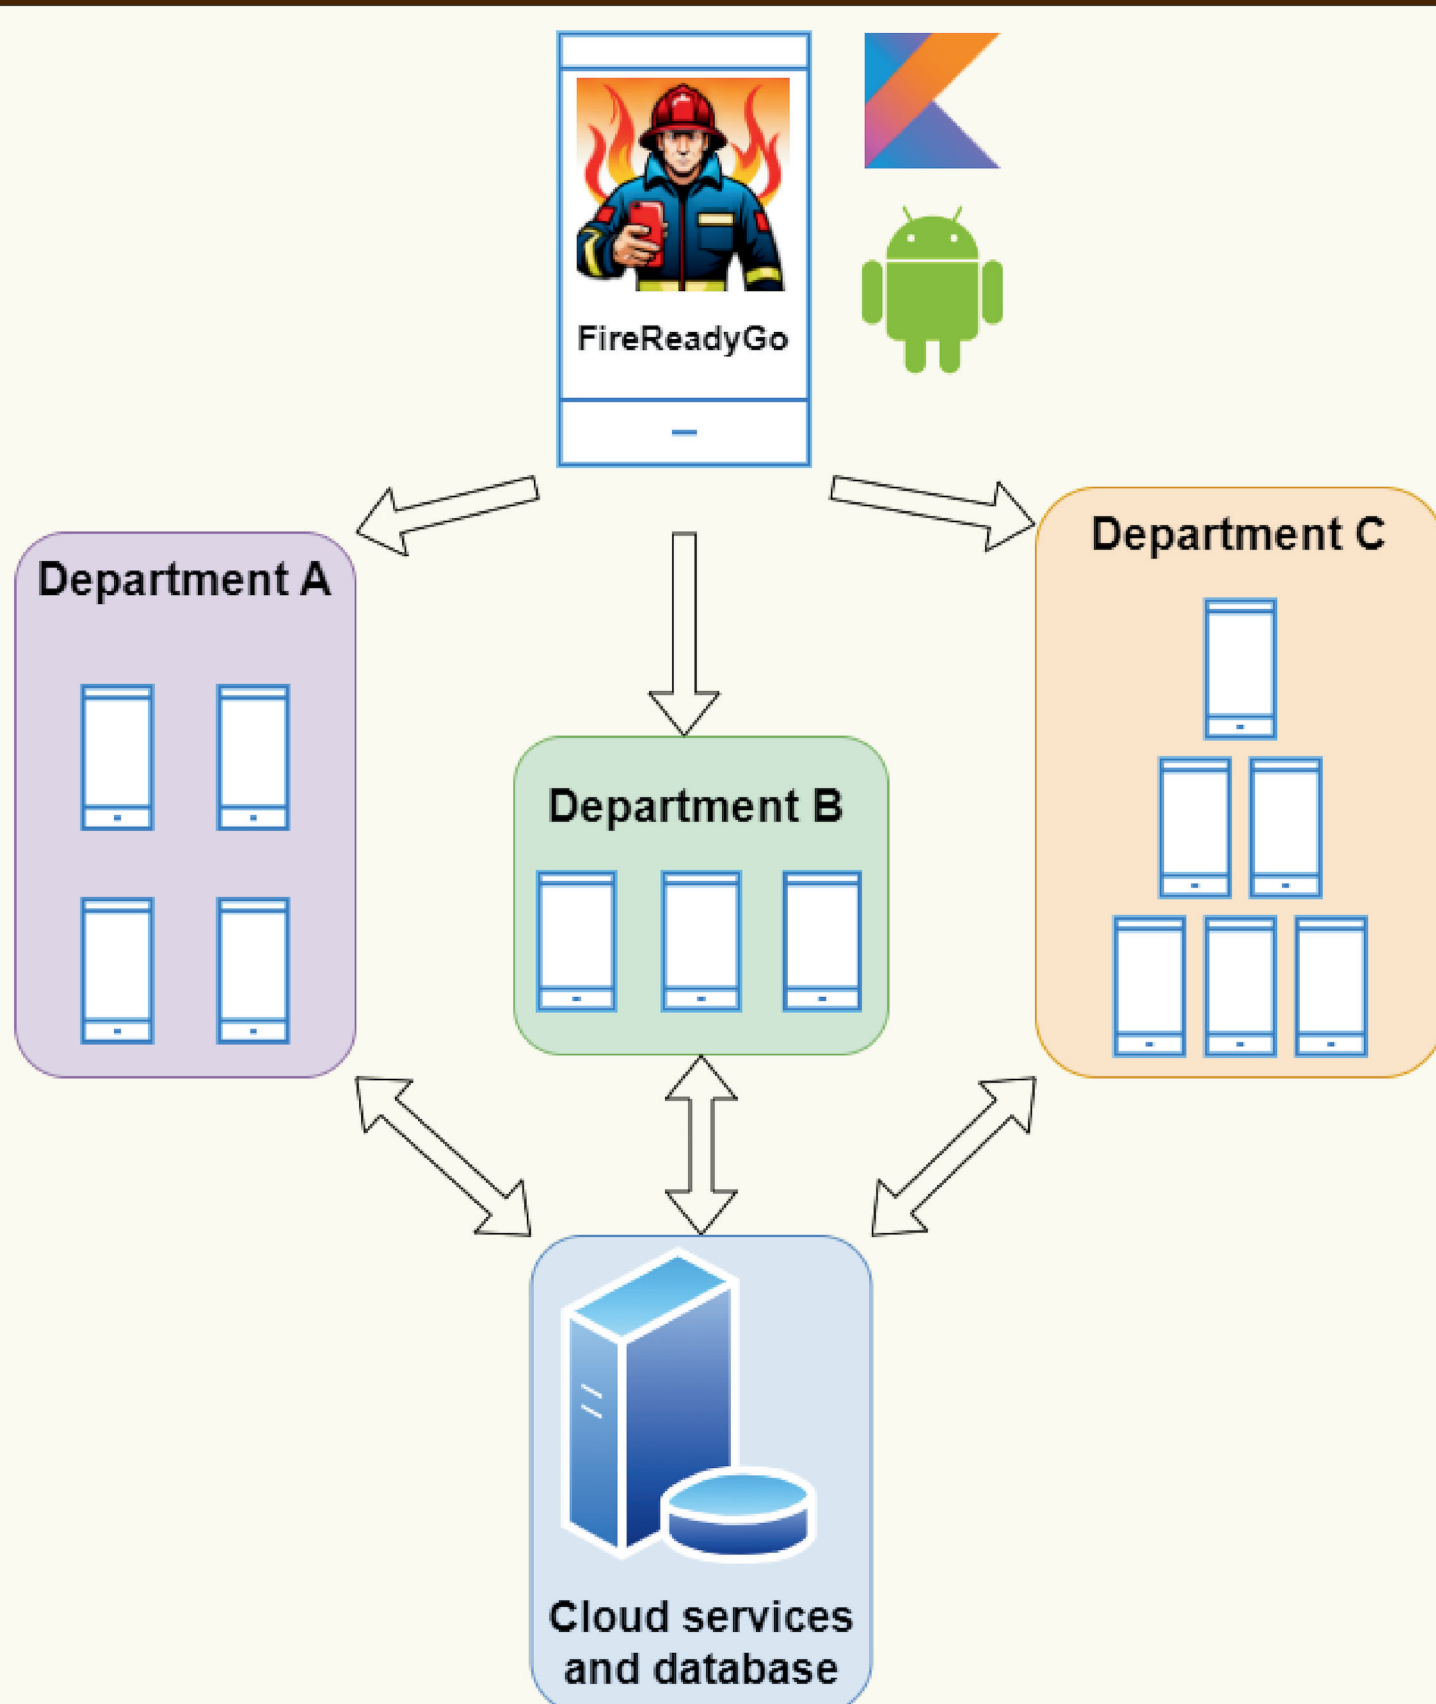 FireReadyGo
Department A
Department B
Department C
Cloud services
and database